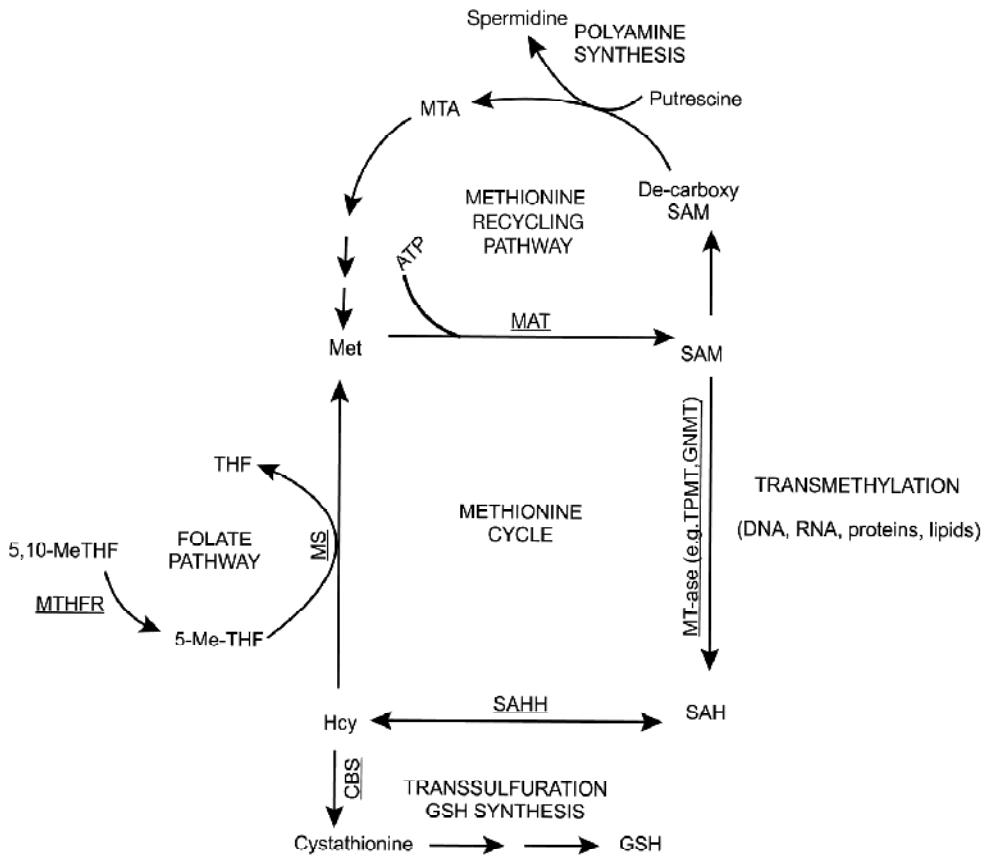 Spermidine
POLYAMINE
SYNTHESIS
Putrescine
MTA
De-carboxy
SAM
METHIONINE
RECYCLING
PATHWAY
ATP
MAT
Met
SAM
MT-ase (e.g.TPMT,GNMT)
THF
TRANSMETHYLATION
(DNA, RNA, proteins, lipids)
METHIONINE
CYCLE
FOLATE
PATHWAY
MS
5,10-MeTHF
MTHFR
5-Me-THF
SAHH
SAH
Hcy
CBS
TRANSSULFURATION
GSH SYNTHESIS
Cystathionine
GSH